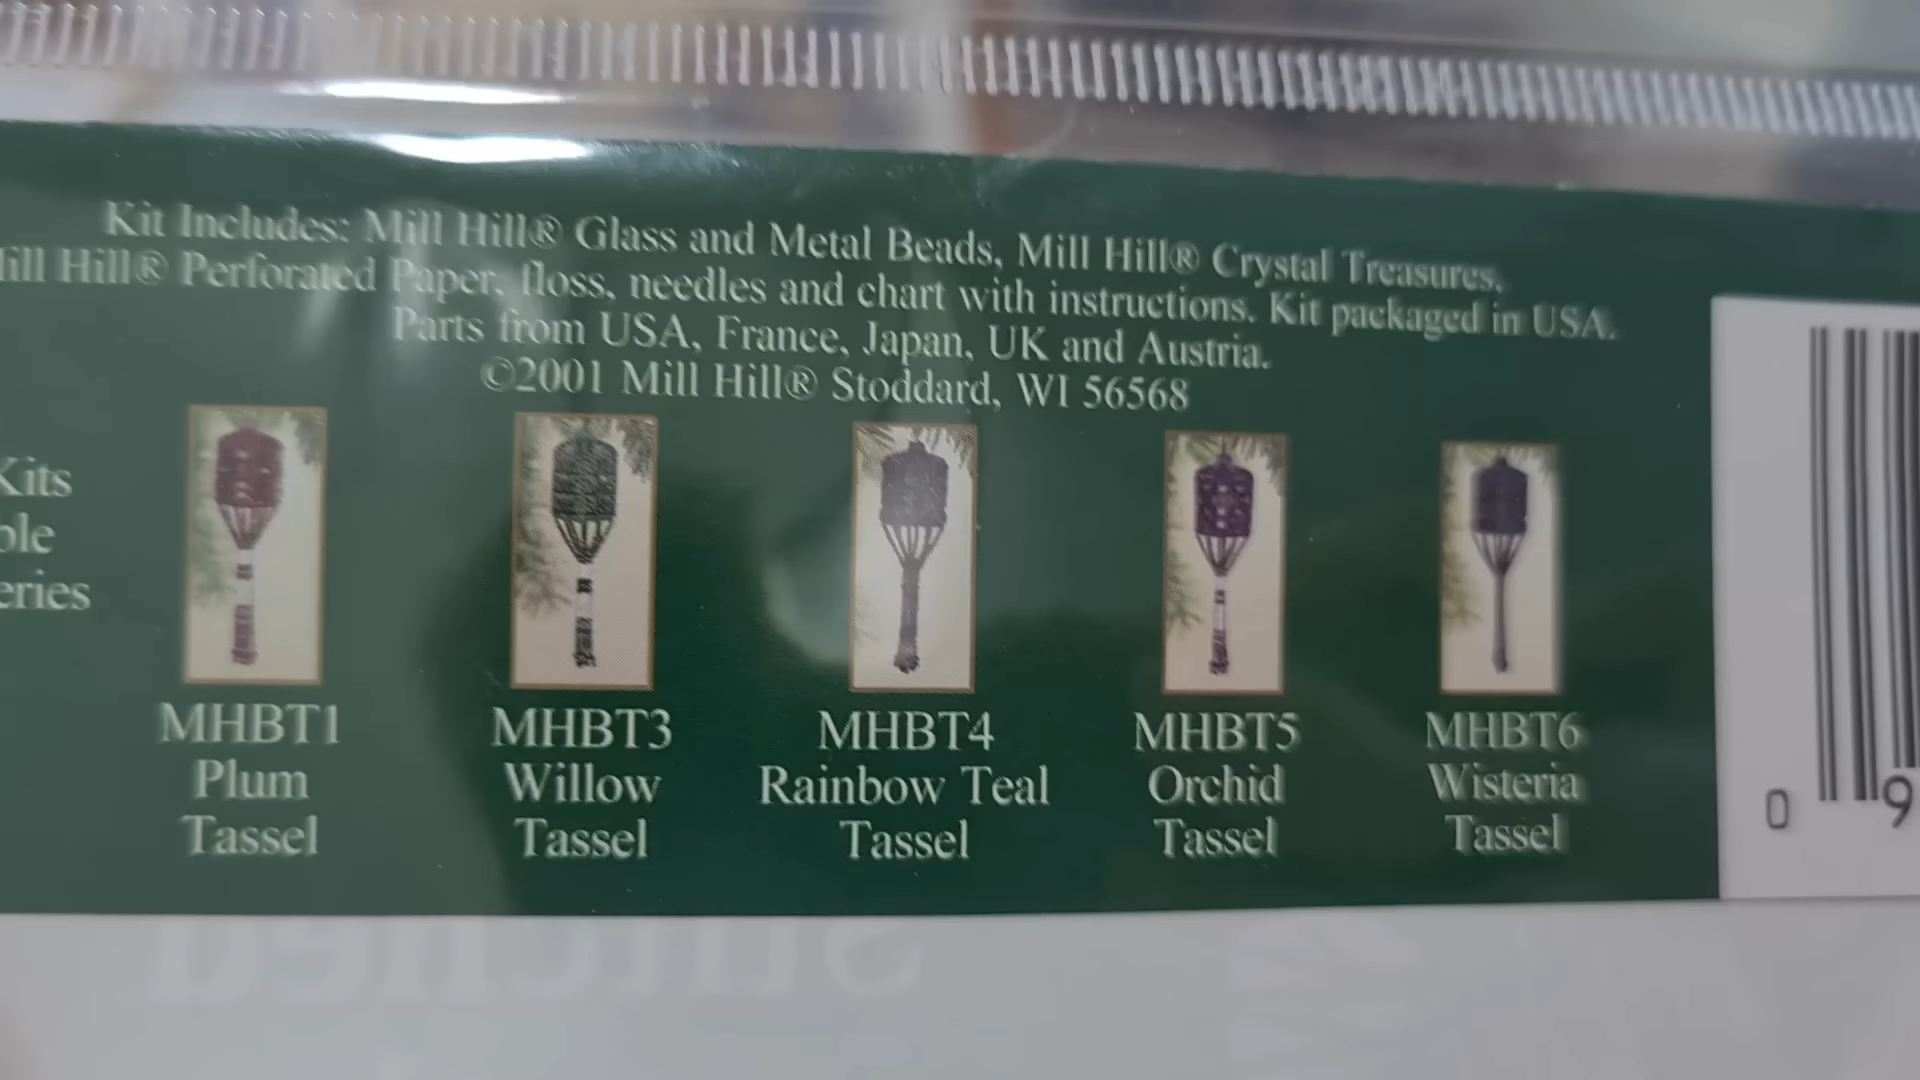 Kit Includes: Mill Hill® Glass and Metal Beads, Mill Hill® Crystal Treasures,
Hill® Perforated Paper, floss, needles and chart with instructions. Kit packaged in USA.
Parts from USA, France, Japan, UK and Austria.
©2001 Mill Hill® Stoddard, WI 56568
Kits
MHBT1
Plum
Tassel
MHBT3
Willow
Tassel
MHBT4
Rainbow Teal
Tassel
MHBT5
Orchid
Tassel
MHBT6
Wisteria
Tassel
0 9